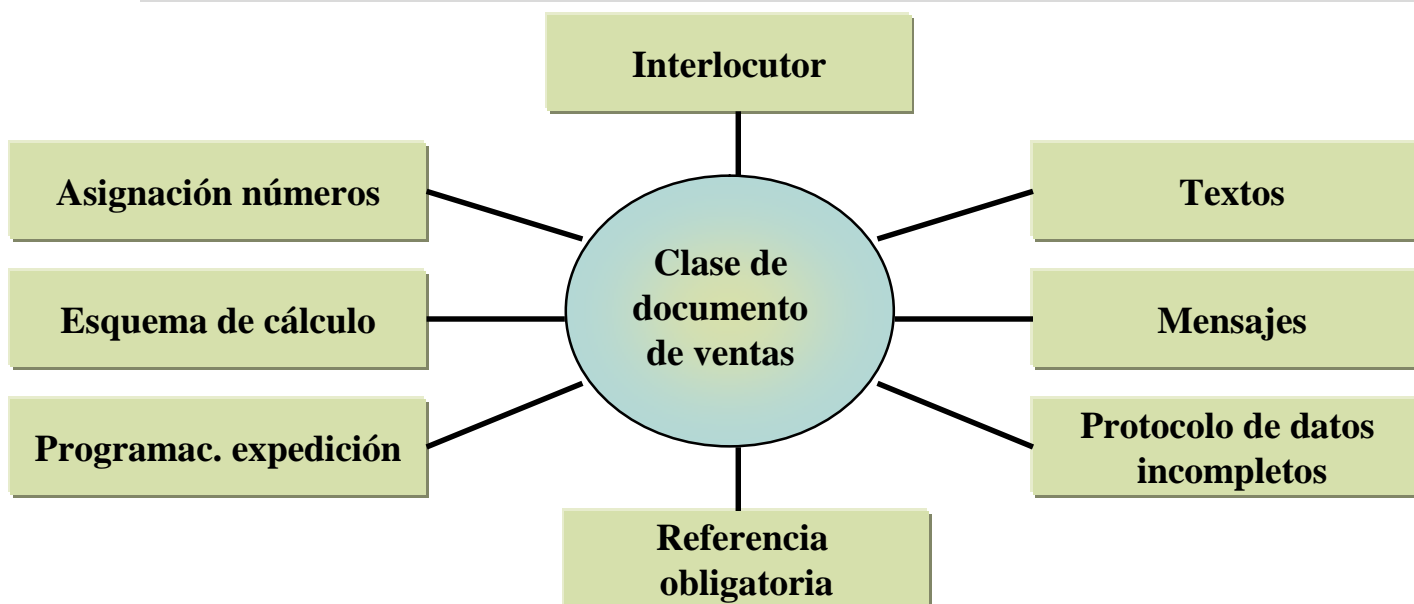 Interlocutor
Asignación números
Textos
Clase de
documento
de ventas
Esquema de cálculo
Mensajes
Programac. expedición
Protocolo de datos
incompletos
Referencia
obligatoria